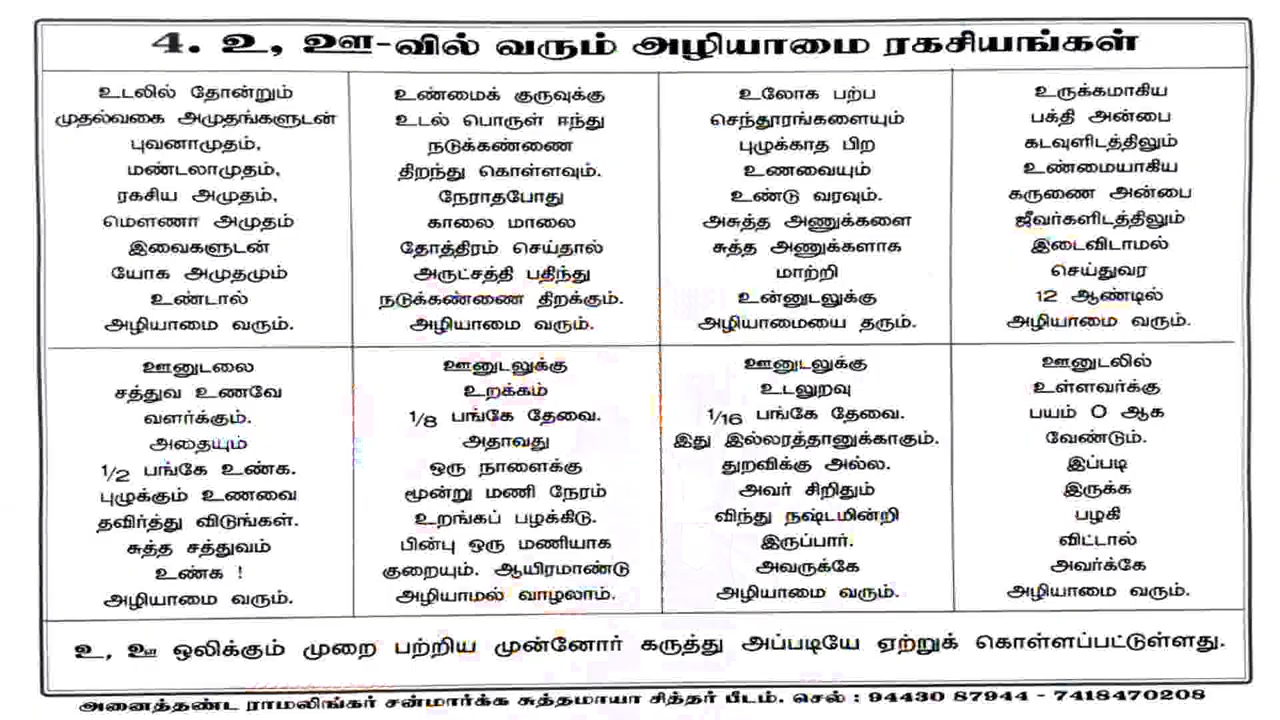 4. உ, ஊ-வில் வரும் அழியாமை ரகசியங்கள்
உடலில் தோன்றும்
முதல்வகை அமுதங்களுடன்
புவனாமுதம்,
மண்டலாமுதம்,
ரகசிய அமுதம்,
மௌணா அமுதம்
இவைகளுடன்
யோக அமுதமும்
உண்டால்
அழியாமை வரும்.
உண்மைக் குருவுக்கு
உடல் பொருள் ஈந்து
நடுக்கண்ணை
திறந்து கொள்ளவும்.
நேராதபோது
காலை மாலை
தோத்திரம் செய்தால்
அருட்சத்தி பதிந்து
நடுக்கண்ணை திறக்கும்.
அழியாமை வரும்.
உலோக பற்ப
செந்தூரங்களையும்
புழுக்காத பிற
உணவையும்
உண்டு வரவும்.
அசுத்த அணுக்களை
சுத்த அணுக்களாக
மாற்றி
உன்னுடலுக்கு
அழியாமையை தரும்.
உருக்கமாகிய
பக்தி அன்பை
கடவுளிடத்திலும்
உண்மையாகிய
கருணை அன்பை
ஜீவர்களிடத்திலும்
இடைவிடாமல்
செய்துவர
12 ஆண்டில்
அழியாமை வரும்.
ஊனுடலை
சத்துவ உணவே
வளர்க்கும்.
அதையும்
1/2 பங்கே உண்க.
புழுக்கும் உணவை
தவிர்த்து விடுங்கள்.
சுத்த சத்துவம்
உண்க !
அழியாமை வரும்.
ஊனுடலுக்கு
உறக்கம்
1/8 பங்கே தேவை.
அதாவது
ஒரு நாளைக்கு
மூன்று மணி நேரம்
உறங்கப் பழக்கிடு.
பின்பு ஒரு மணியாக
குறையும். ஆயிரமாண்டு
அழியாமல் வாழலாம்.
ஊனுடலுக்கு
உடலுறவு
1/16 பங்கே தேவை.
இது இல்லரத்தானுக்காகும்.
துறவிக்கு அல்ல.
அவர் சிறிதும்
விந்து நஷ்டமின்றி
இருப்பார்.
அவருக்கே
அழியாமை வரும்.
ஊனுடலில்
உள்ளவர்க்கு
பயம் 0 ஆக
வேண்டும்.
இப்படி
இருக்க
பழகி
விட்டால்
அவர்க்கே
அழியாமை வரும்.
உ, ஊ ஒலிக்கும் முறை பற்றிய முன்னோர் கருத்து அப்படியே ஏற்றுக் கொள்ளப்பட்டுள்ளது.
அனைத்தண்ட ராமலிங்கர் சன்மார்க்க சுத்தமாயா சித்தர் பீடம். செல் : 94430 87944 - 7418470208